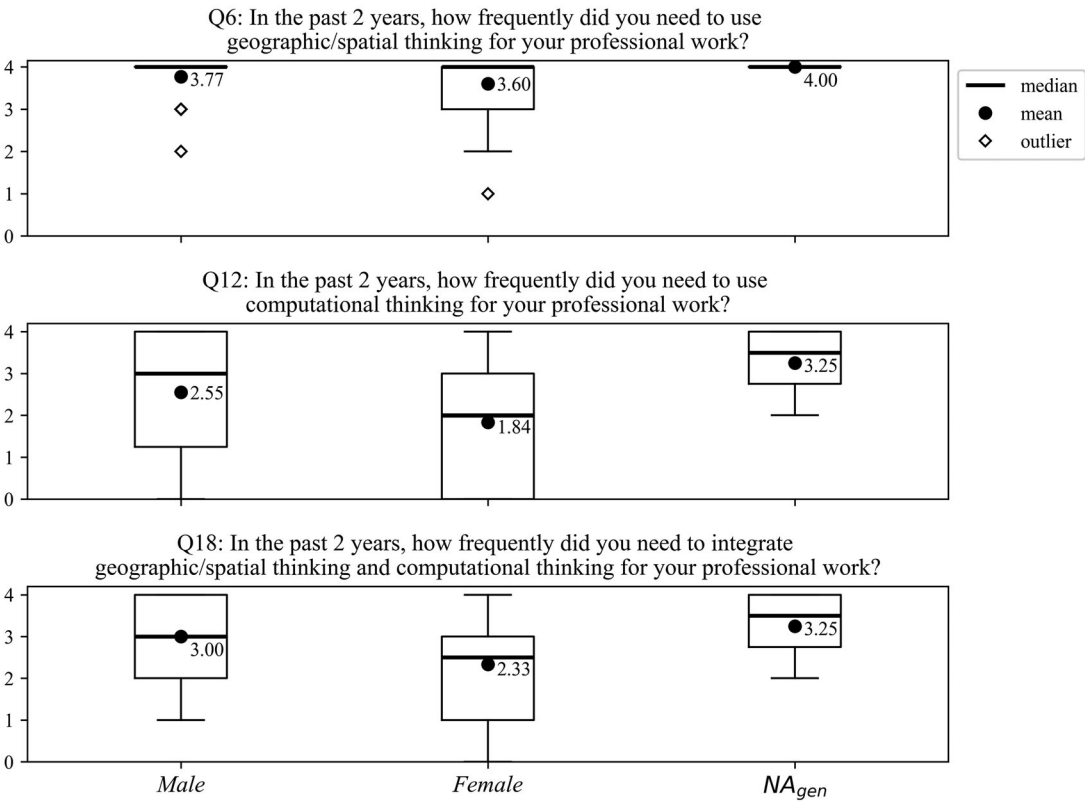 Q6: In the past 2 years, how frequently did you need to use
geographic/spatial thinking for your professional work?
4
3
2
1
0
3.77
3.60
4.00
median
mean
outlier
Q12: In the past 2 years, how frequently did you need to use
computational thinking for your professional work?
4
3
2
1
0
2.55
1.84
3.25
Q18: In the past 2 years, how frequently did you need to integrate
geographic/spatial thinking and computational thinking for your professional work?
4
3
2
1
0
3.00
2.33
3.25
Male
Female
NAgen